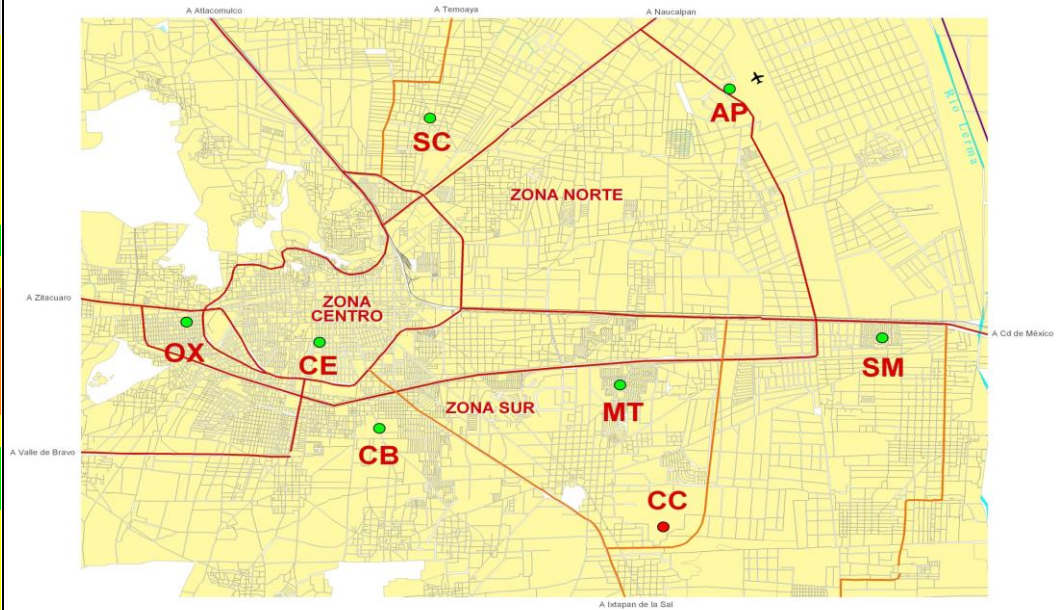 A Atlacomulco
A Temoaya
A Naucalpan
AP
SC
Río Lerma
ZONA NORTE
A Zitacuaro
ZONA
CENTRO
A Cd de México
OX
CE
SM
MT
ZONA SUR
CB
A Valle de Bravo
CC
A Ixtapan de la Sal